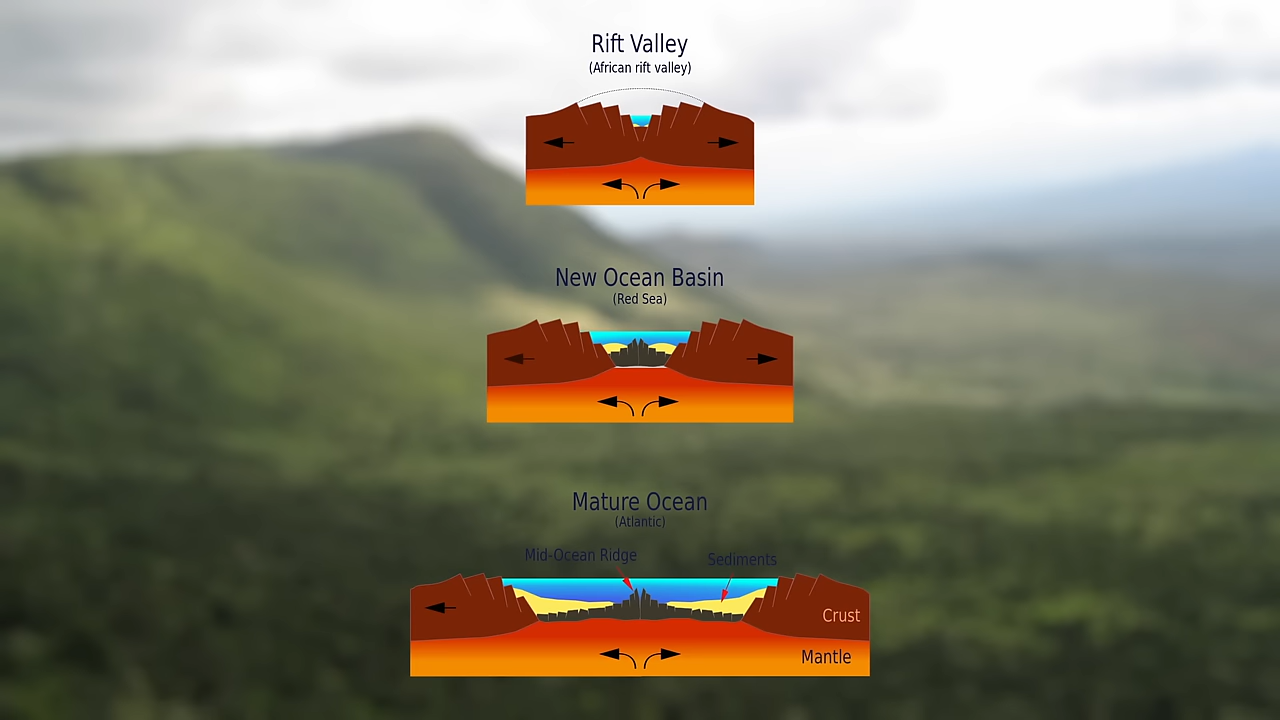 Rift Valley
(African rift valley)
New Ocean Basin
(Red Sea)
Mature Ocean
(Atlantic)
Mid-Ocean Ridge
Sediments
Crust
Mantle